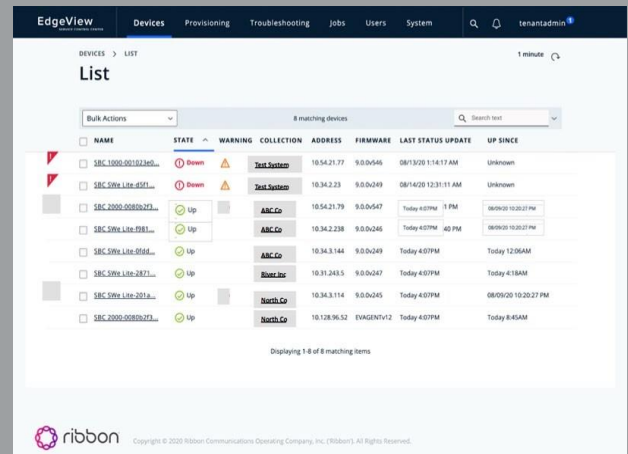 EdgeView Devices Provisioning Troubleshooting Jobs Users System tenantadmin
SERVICE CONTROL CENTER
DEVICES > LIST 1 minute
List
Bulk Actions 8 matching devices Search text
NAME STATE WARNING COLLECTION ADDRESS FIRMWARE LAST STATUS UPDATE UP SINCE
SBC 1000-001023e0... Down Test System 10.54.21.77 9.0.0v546 08/13/20 1:14:17 AM Unknown
SBC SWe Lite-d5f1... Down Test System 10.34.2.23 9.0.0v249 08/14/20 12:31:11 AM Unknown
SBC 2000-0080b2f3... Up ABC Co 10.54.21.79 9.0.0v547 Today 4:07PM 1 PM 08/09/20 10:20:27 PM
SBC SWe Lite-f981... Up ABC Co 10.34.2.238 9.0.0v246 Today 4:07PM 40 PM 08/09/20 10:20:27 PM
SBC SWe Lite-0fdd... Up ABC Co 10.34.3.144 9.0.0v249 Today 4:07PM Today 12:06AM
SBC SWe Lite-2871... Up River Inc 10.31.243.5 9.0.0v247 Today 4:07PM Today 4:18AM
SBC SWe Lite-201a... Up North Co 10.34.3.114 9.0.0v245 Today 4:07PM 08/09/20 10:20:27 PM
SBC 2000-0080b2f3... Up North Co 10.128.96.52 EVAGENTv12 Today 4:07PM Today 8:45AM
Displaying 1-8 of 8 matching items
ribbon Copyright © 2020 Ribbon Communications Operating Company, Inc. ("Ribbon"). All Rights Reserved.